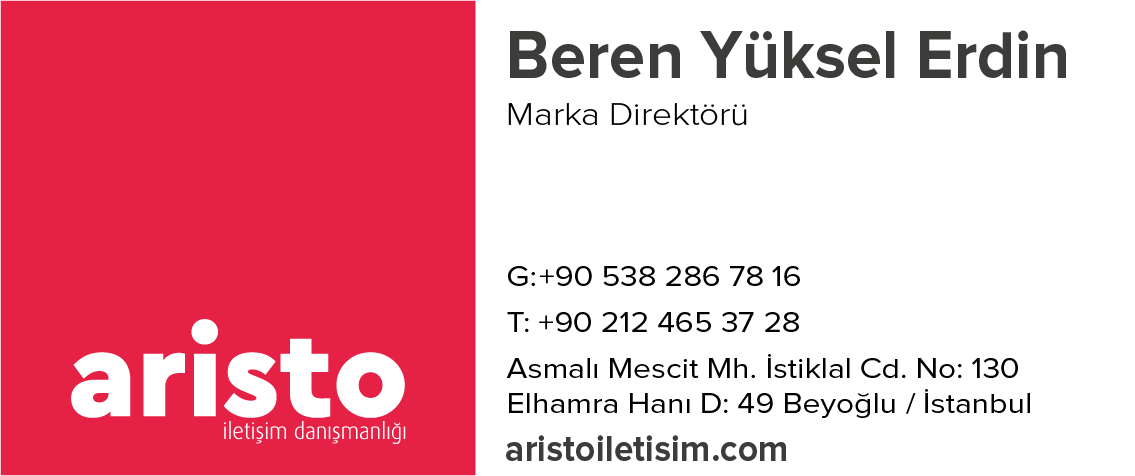 Beren Yüksel Erdin
Marka Direktörü
G:+90 538 286 78 16
T: +90 212 465 37 28
Asmalı Mescit Mh. İstiklal Cd. No: 130
Elhamra Hanı D: 49 Beyoğlu / İstanbul
aristoiletisim.com
aristo
iletişim danışmanlığı